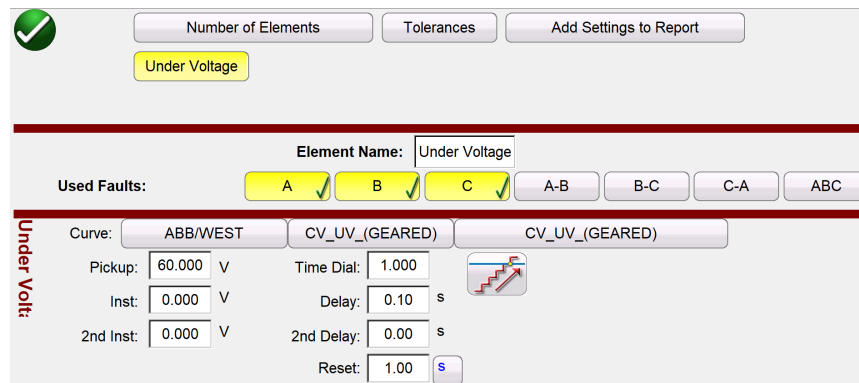 Number of Elements Tolerances Add Settings to Report
Under Voltage
Element Name: Under Voltage
Used Faults: A B C A-B B-C C-A ABC
Under Volta
Curve: ABB/WEST CV_UV_(GEARED) CV_UV_(GEARED)
Pickup: 60.000 V Time Dial: 1.000
Inst: 0.000 V Delay: 0.10 s
2nd Inst: 0.000 V 2nd Delay: 0.00 s
Reset: 1.00 s